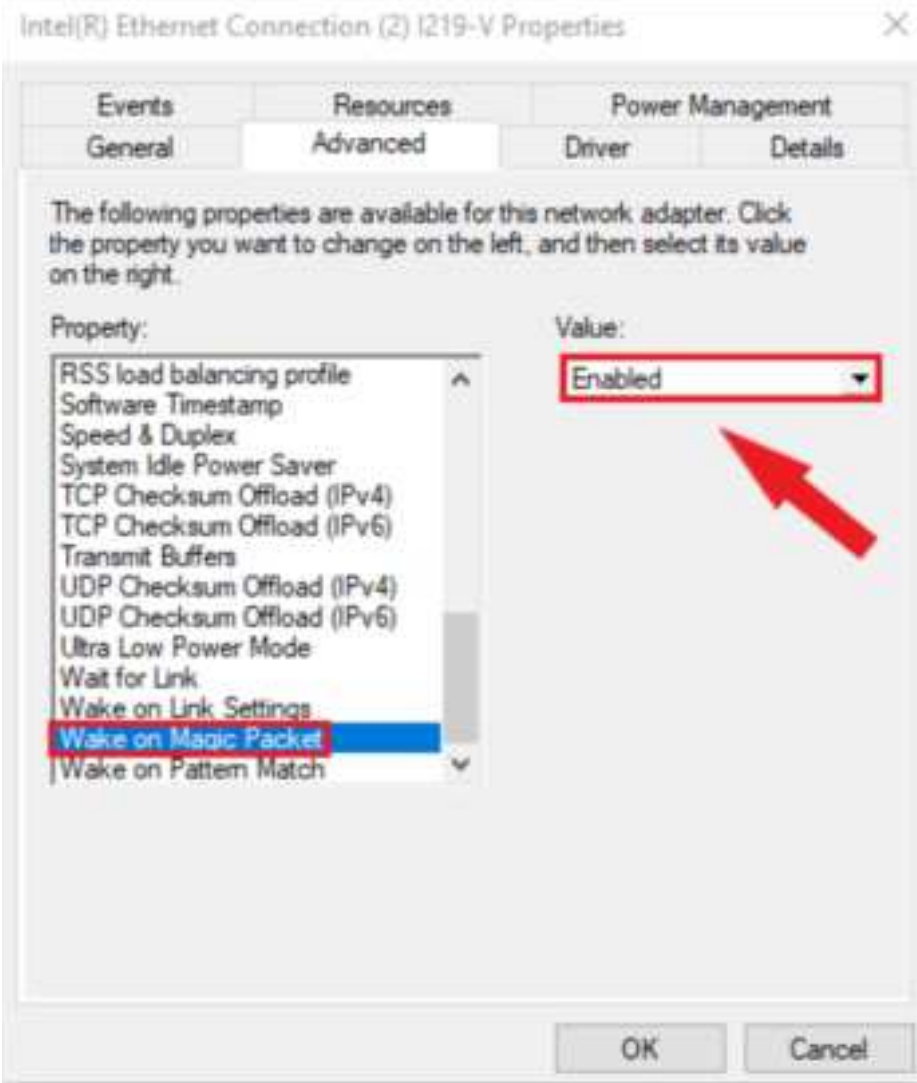 Intel(R) Ethernet Connection (2) I219-V Properties
Events Resources Power Management
General Advanced Driver Details
The following properties are available for this network adapter. Click
the property you want to change on the left, and then select its value
on the right.
Property:
Value:
RSS load balancing profile
Enabled
Software Timestamp
Speed & Duplex
System Idle Power Saver
TCP Checksum Offload (IPv4)
TCP Checksum Offload (IPv6)
Transmit Buffers
UDP Checksum Offload (IPv4)
UDP Checksum Offload (IPv6)
Ultra Low Power Mode
Wait for Link
Wake on Link Settings
Wake on Magic Packet
Wake on Pattern Match
OK Cancel